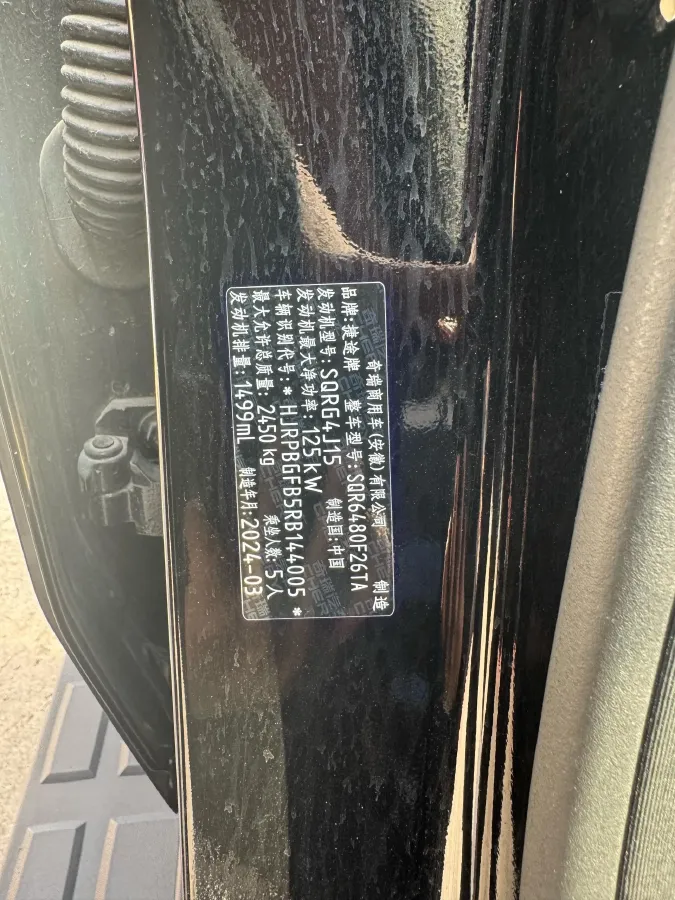 奇瑞商用车(安徽)有限公司 制造
品牌:捷途牌 整车型号:SQR6480F26TA
发动机型号:SQRG4J15 制造国:中国
发动机最大净功率:125kW
车辆识别代号:*HJRPBGFB5RB144005*
最大允许总质量:2450kg 乘坐人数:5人
发动机排量:1499mL 制造年月:2024-03